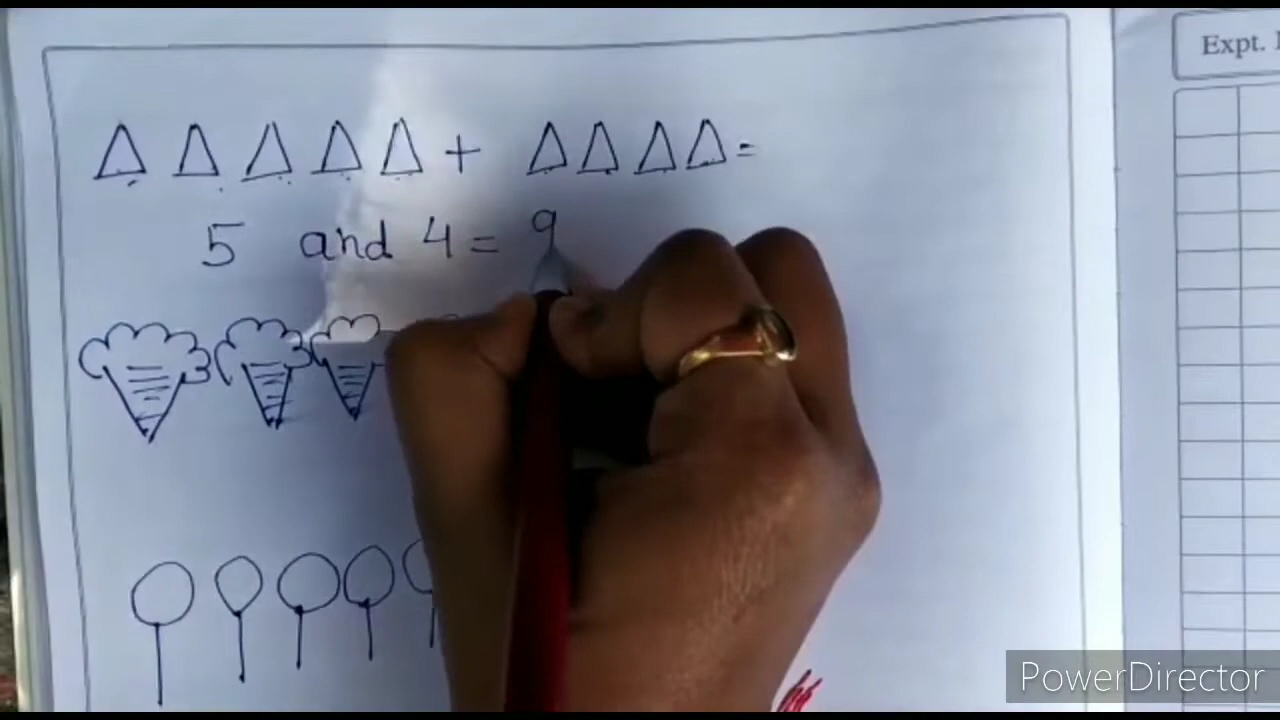 + =
5 and 4 = 9
Expt.
PowerDirector